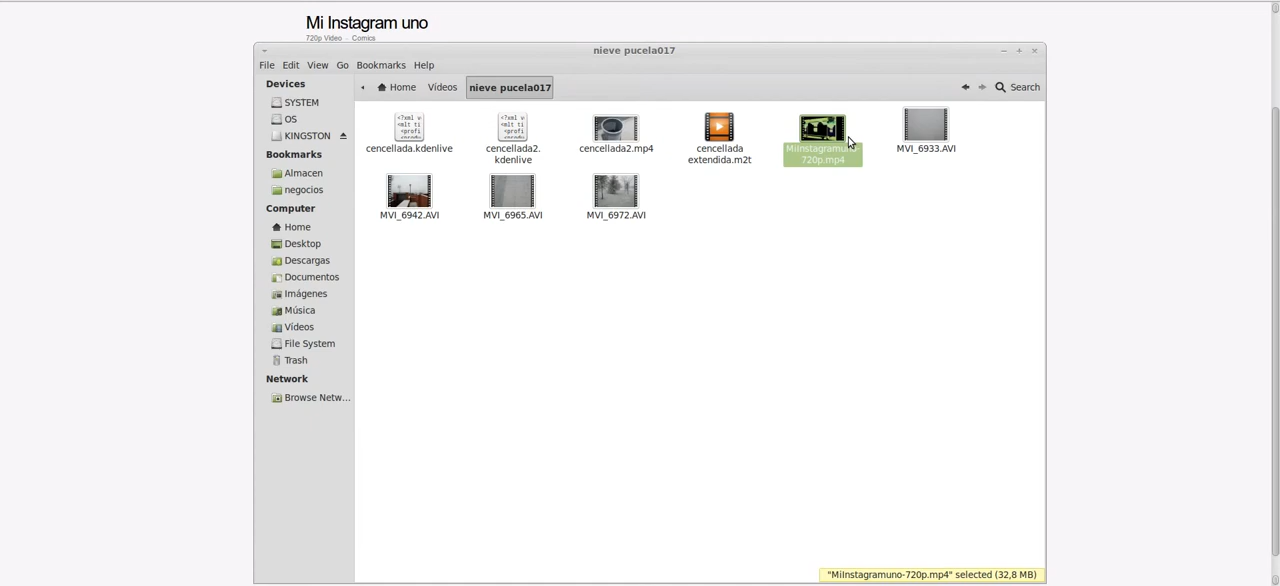 Mi Instagram uno
720p Video - Comics
nieve pucela017
File Edit View Go Bookmarks Help
Devices
SYSTEM
OS
KINGSTON
Bookmarks
Almacen
negocios
Computer
Home
Desktop
Descargas
Documentos
Imágenes
Música
Vídeos
File System
Trash
Network
Browse Netw...
Home Vídeos nieve pucela017 Search
cencellada.kdenlive
cencellada2.
kdenlive
cencellada2.mp4
cencellada
extendida.m2t
MiInstagramuno-
720p.mp4
MVI_6933.AVI
MVI_6942.AVI
MVI_6965.AVI
MVI_6972.AVI
"MiInstagramuno-720p.mp4" selected (32,8 MB)